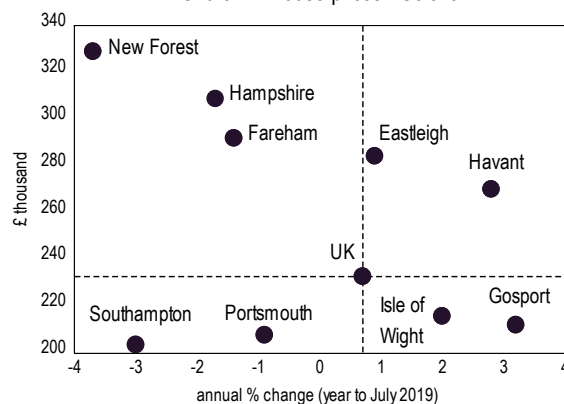 340
320
300
280
260
240
220
200
£ thousand
New Forest
Hampshire
Fareham
Eastleigh
Havant
UK
Southampton
Portsmouth
Isle of
Wight
Gosport
-4 -3 -2 -1 0 1 2 3 4
annual % change (year to July 2019)